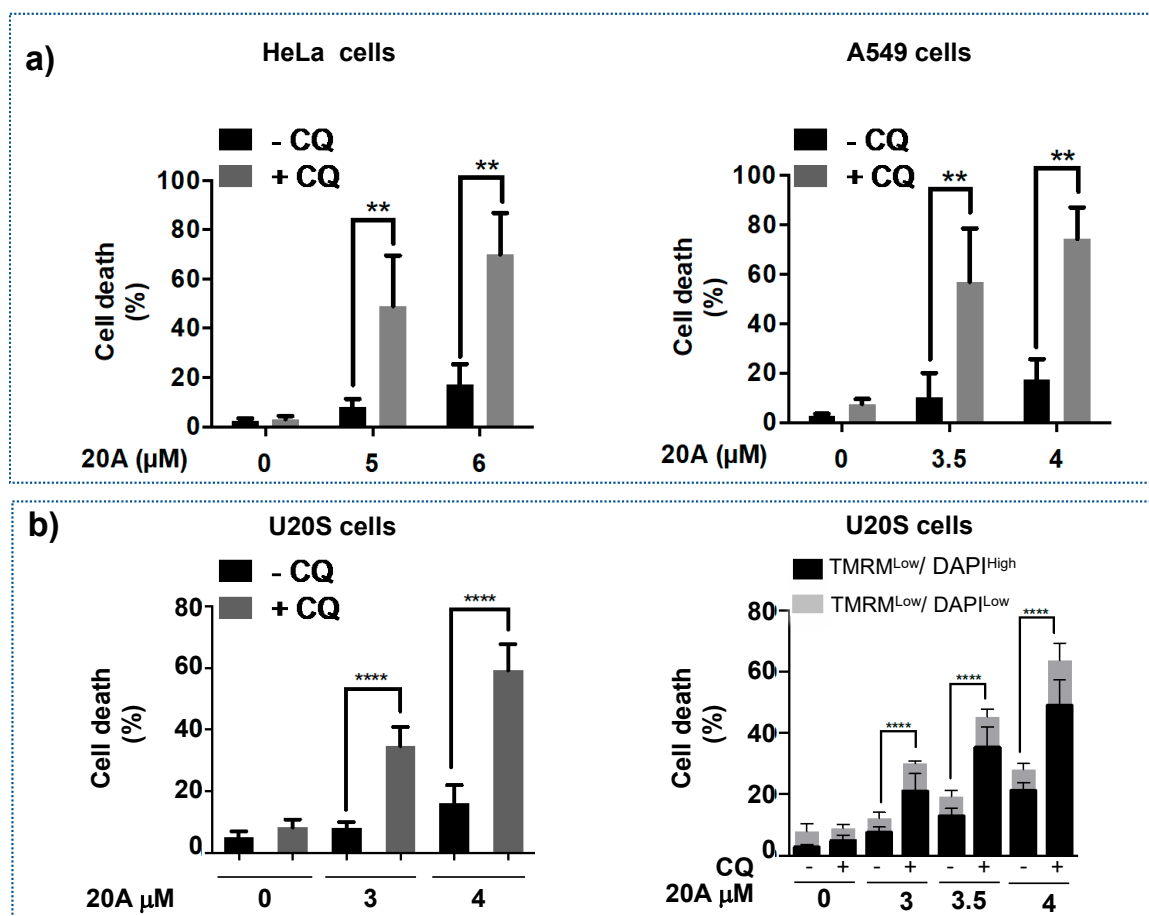 a)
HeLa cells
- CQ
+ CQ
100
80
60
40
20
0
Cell death
(%)
**
**
20A (µM)
0
5
6
A549 cells
- CQ
+ CQ
100
80
60
40
20
0
Cell death
(%)
**
**
20A (µM)
0
3.5
4
b)
U20S cells
- CQ
+ CQ
80
60
40
20
0
Cell death
(%)
****
****
20A µM
0
3
4
U20S cells
TMRMLow/ DAPIHigh
TMRMLow/ DAPILow
80
60
40
20
0
Cell death
(%)
****
****
****
CQ - + - + - + - +
20A µM
0
3
3.5
4